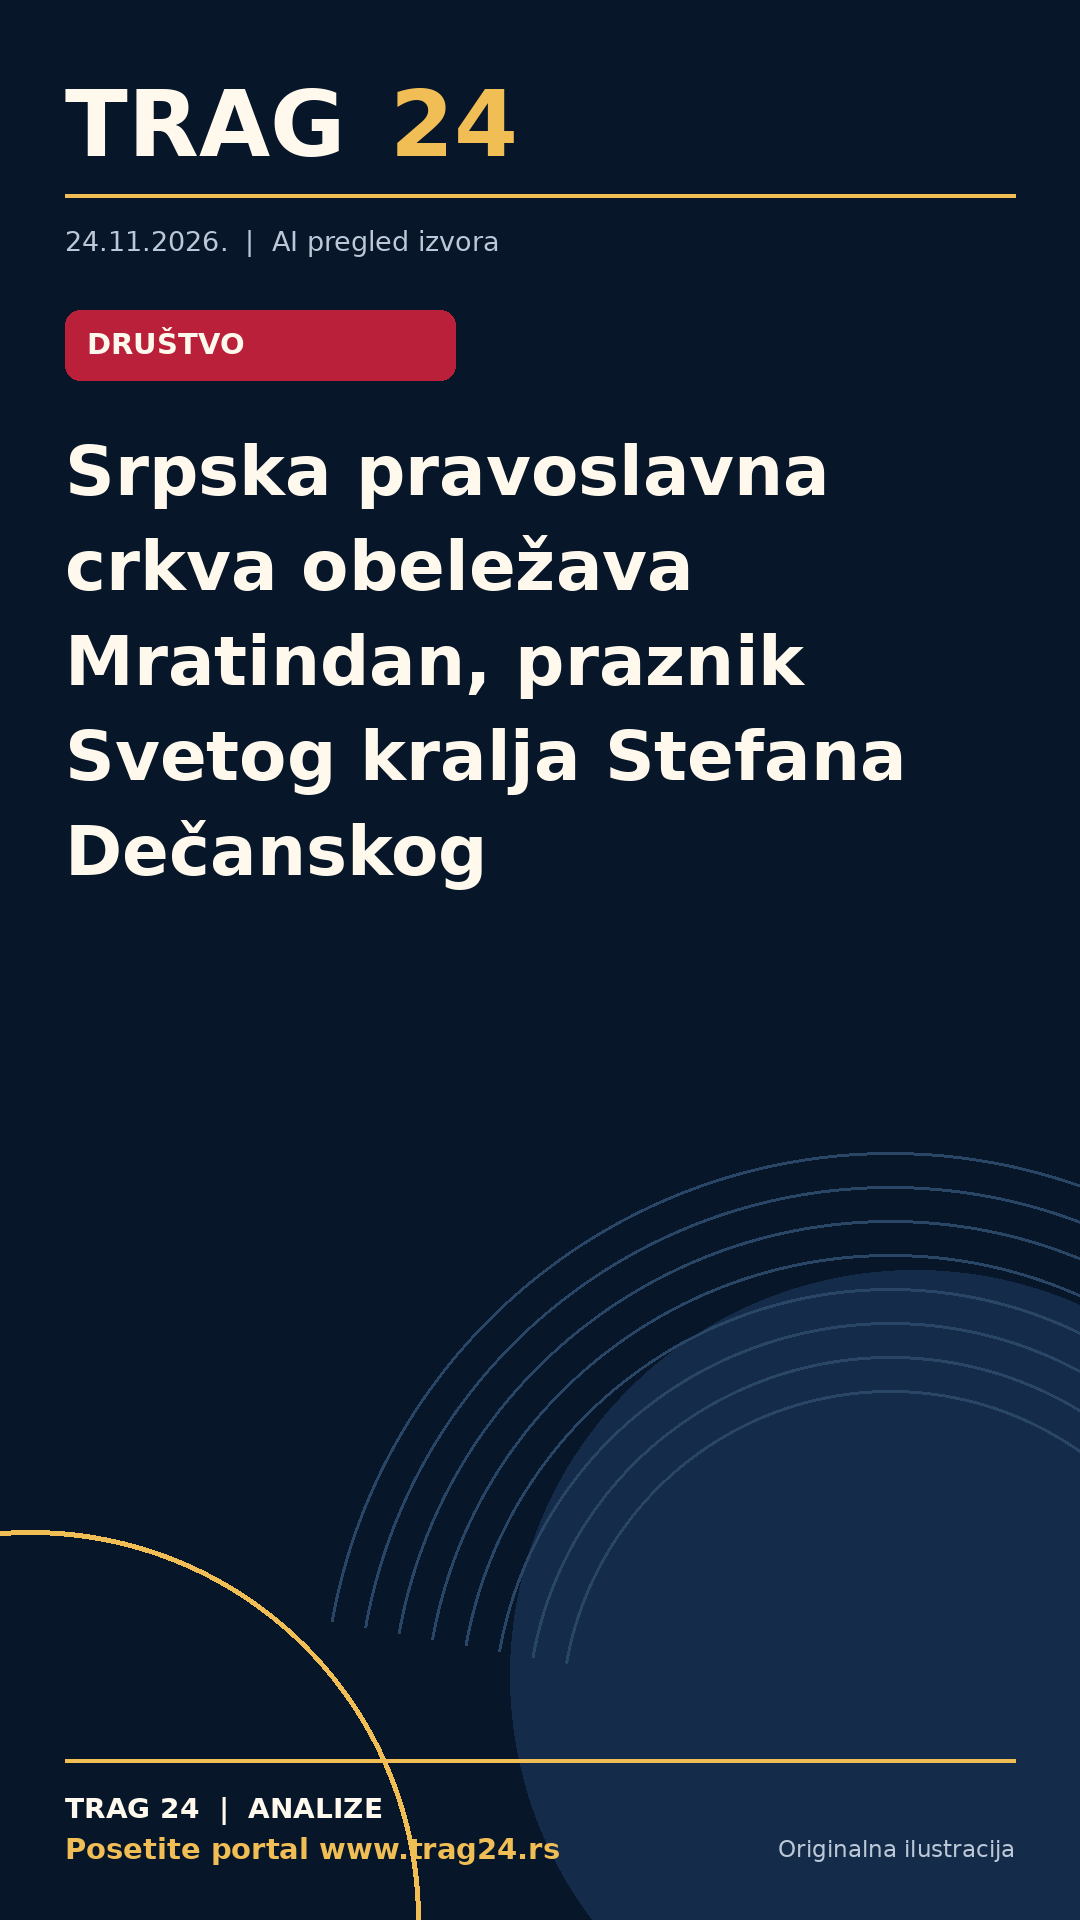 TRAG 24
24.11.2026. | AI pregled izvora
DRUŠTVO
Srpska pravoslavna
crkva obeležava
Mratindan, praznik
Svetog kralja Stefana
Dečanskog
TRAG 24 | ANALIZE
Posetite portal www.trag24.rs
Originalna ilustracija